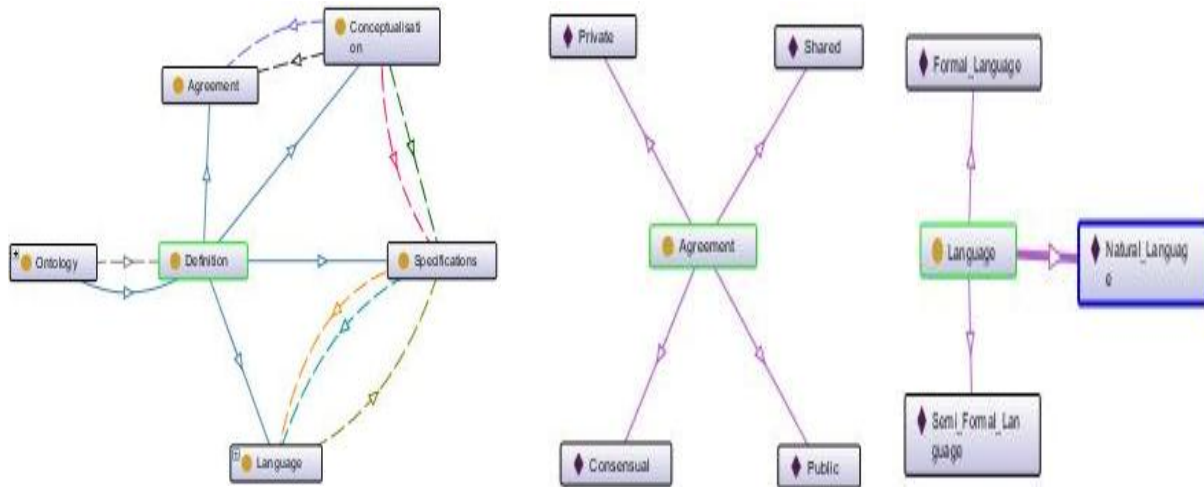 Conceptualisati
on
Agreement
Ontology
Definition
Specifications
Language
Private
Shared
Agreement
Consensual
Public
Formal_Language
Language
Natural_Languag
e
Semi_Formal_Lan
guage